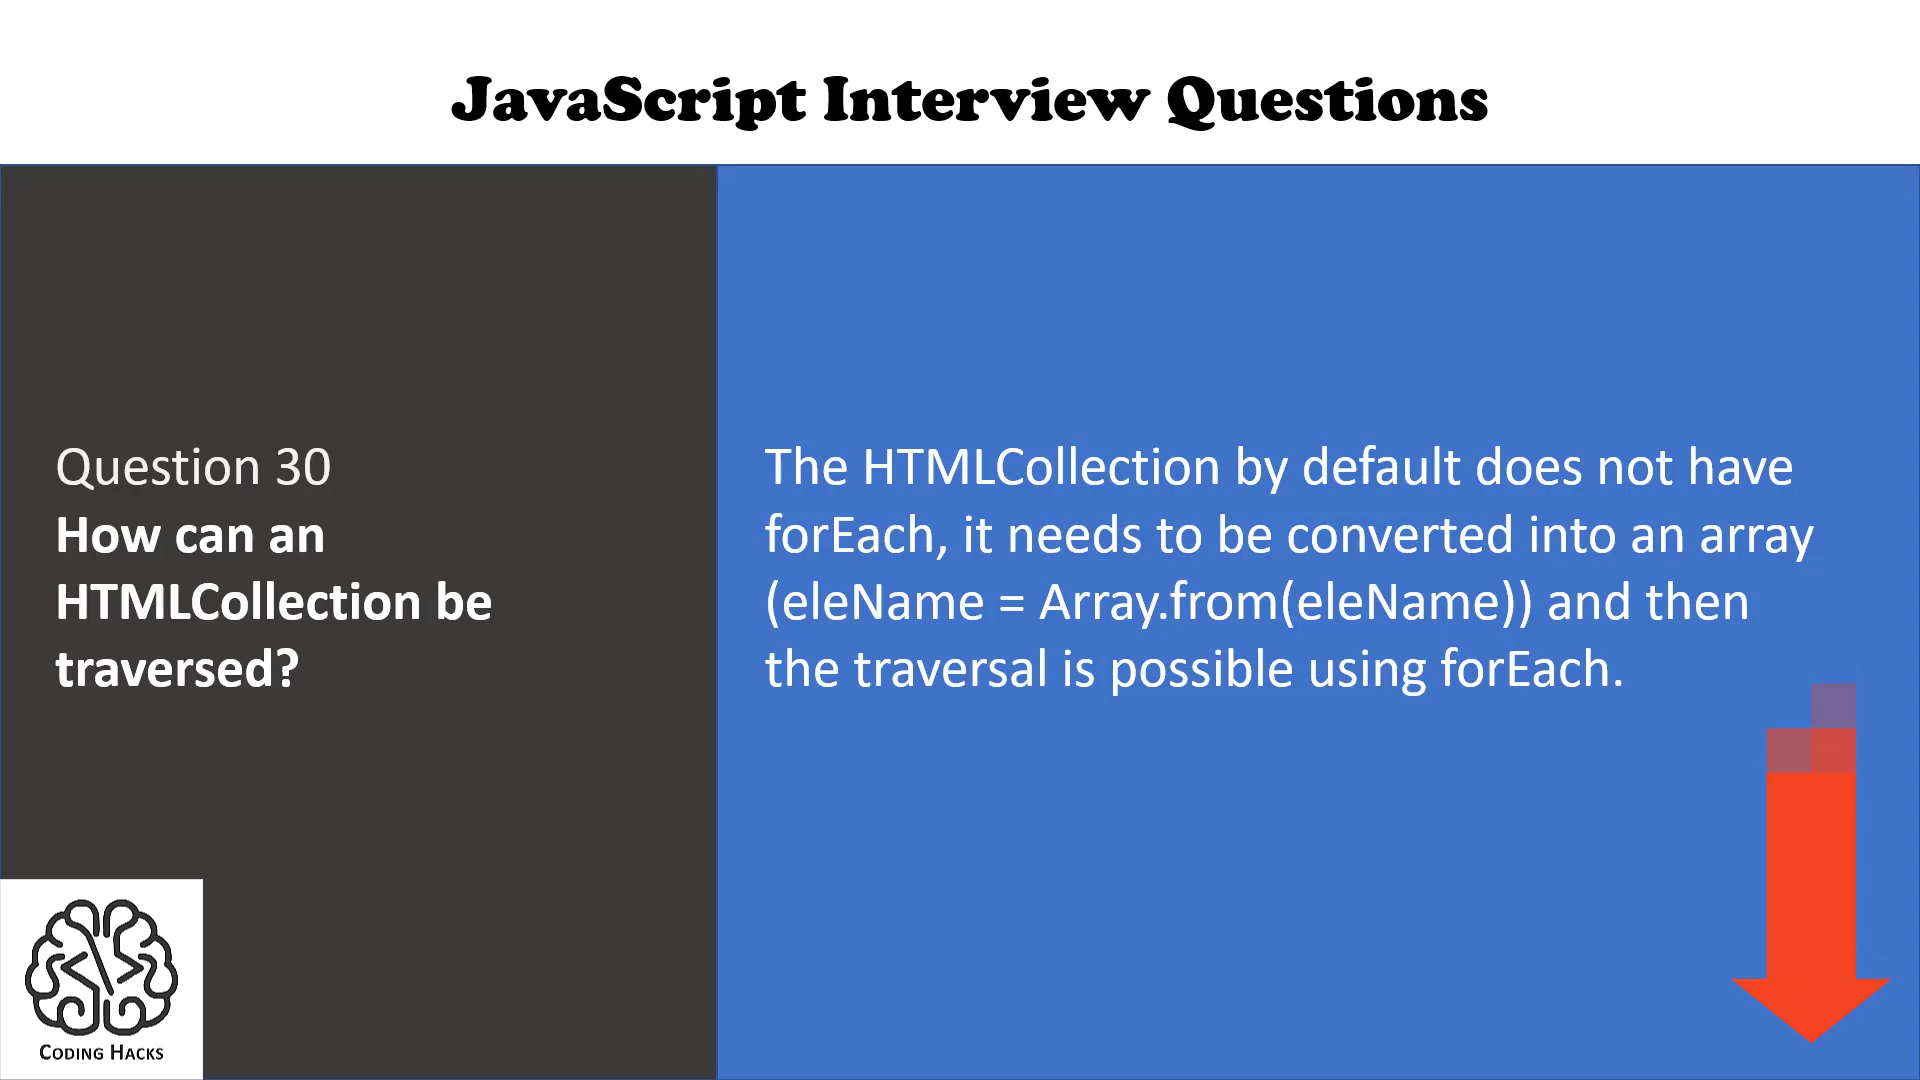 JavaScript Interview Questions
Question 30
How can an
HTMLCollection be
traversed?
The HTMLCollection by default does not have
forEach, it needs to be converted into an array
(eleName = Array.from(eleName)) and then
the traversal is possible using forEach.
CODING HACKS